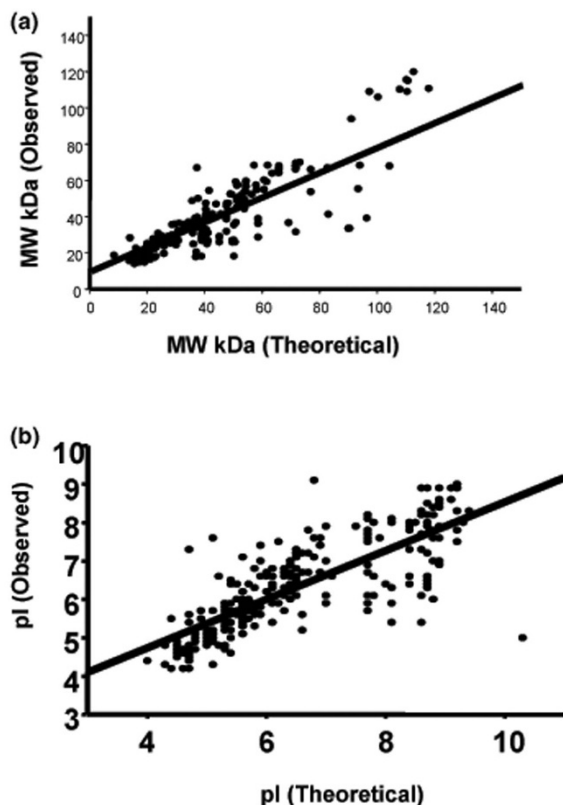 (a)
MW kDa (Observed)
140
120
100
80
60
40
20
0
0 20 40 60 80 100 120 140
MW kDa (Theoretical)
(b)
pI (Observed)
10
9
8
7
6
5
4
3
4 6 8 10
pI (Theoretical)